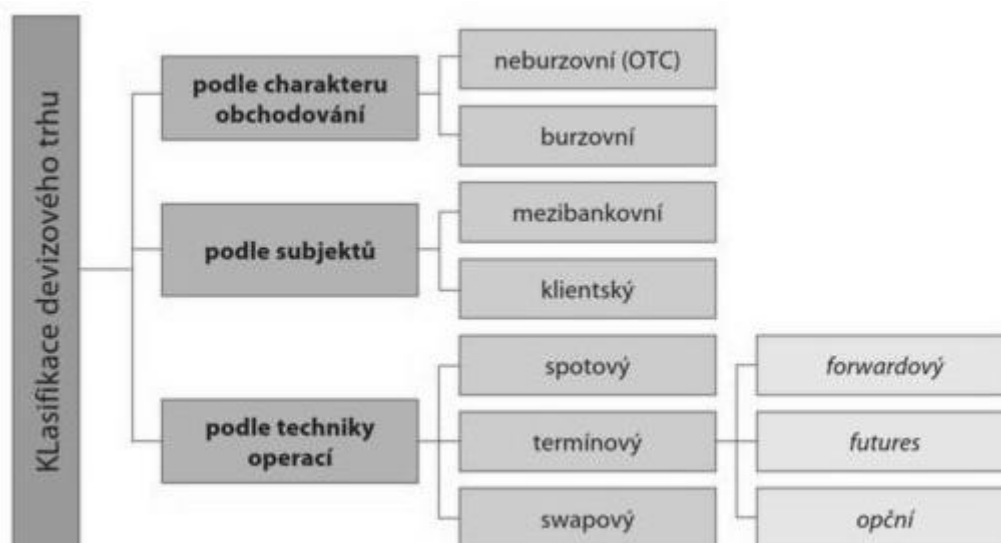 KLasifikace devizového trhu
podle charakteru
obchodování
neburzovní (OTC)
burzovní
podle subjektů
mezibankovní
klientský
podle techniky
operací
spotový
termínový
swapový
forwardový
futures
opční